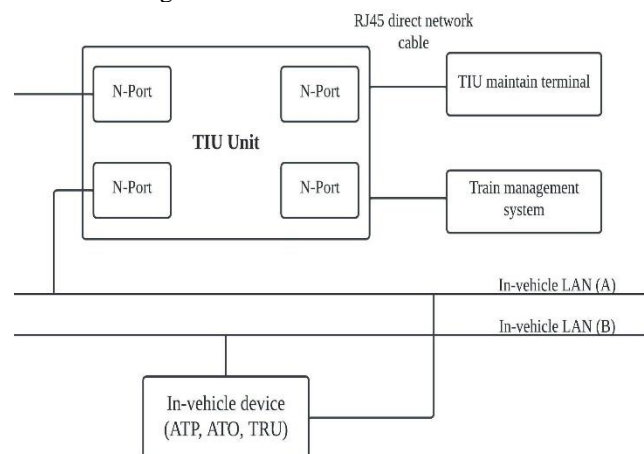 RJ45 direct network
cable
N-Port
N-Port
TIU maintain terminal
TIU Unit
N-Port
N-Port
Train management
system
In-vehicle LAN (A)
In-vehicle LAN (B)
In-vehicle device
(ATP, ATO, TRU)